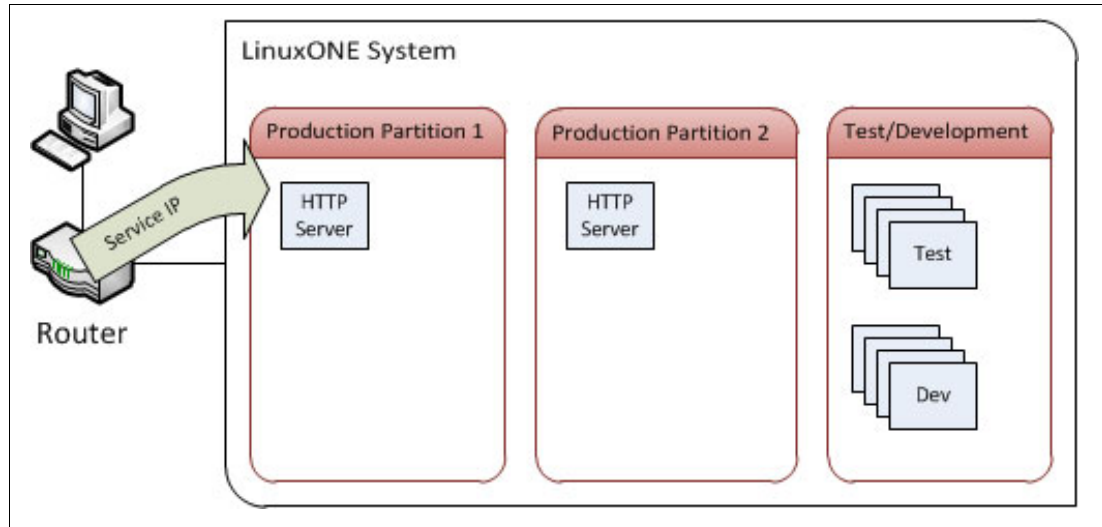 LinuxONE System
Production Partition 1
Production Partition 2
Test/Development
HTTP
Server
HTTP
Server
Service IP
Test
Router
Dev